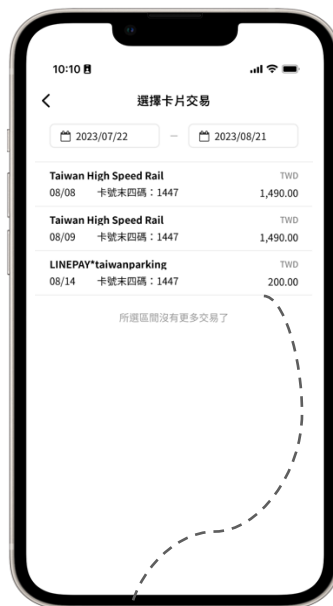 10:10
選擇卡片交易
2023/07/22 – 2023/08/21
Taiwan High Speed Rail TWD
08/08 卡號末四碼：1447 1,490.00
Taiwan High Speed Rail TWD
08/09 卡號末四碼：1447 1,490.00
LINEPAY*taiwanparking TWD
08/14 卡號末四碼：1447 200.00
所選區間沒有更多交易了